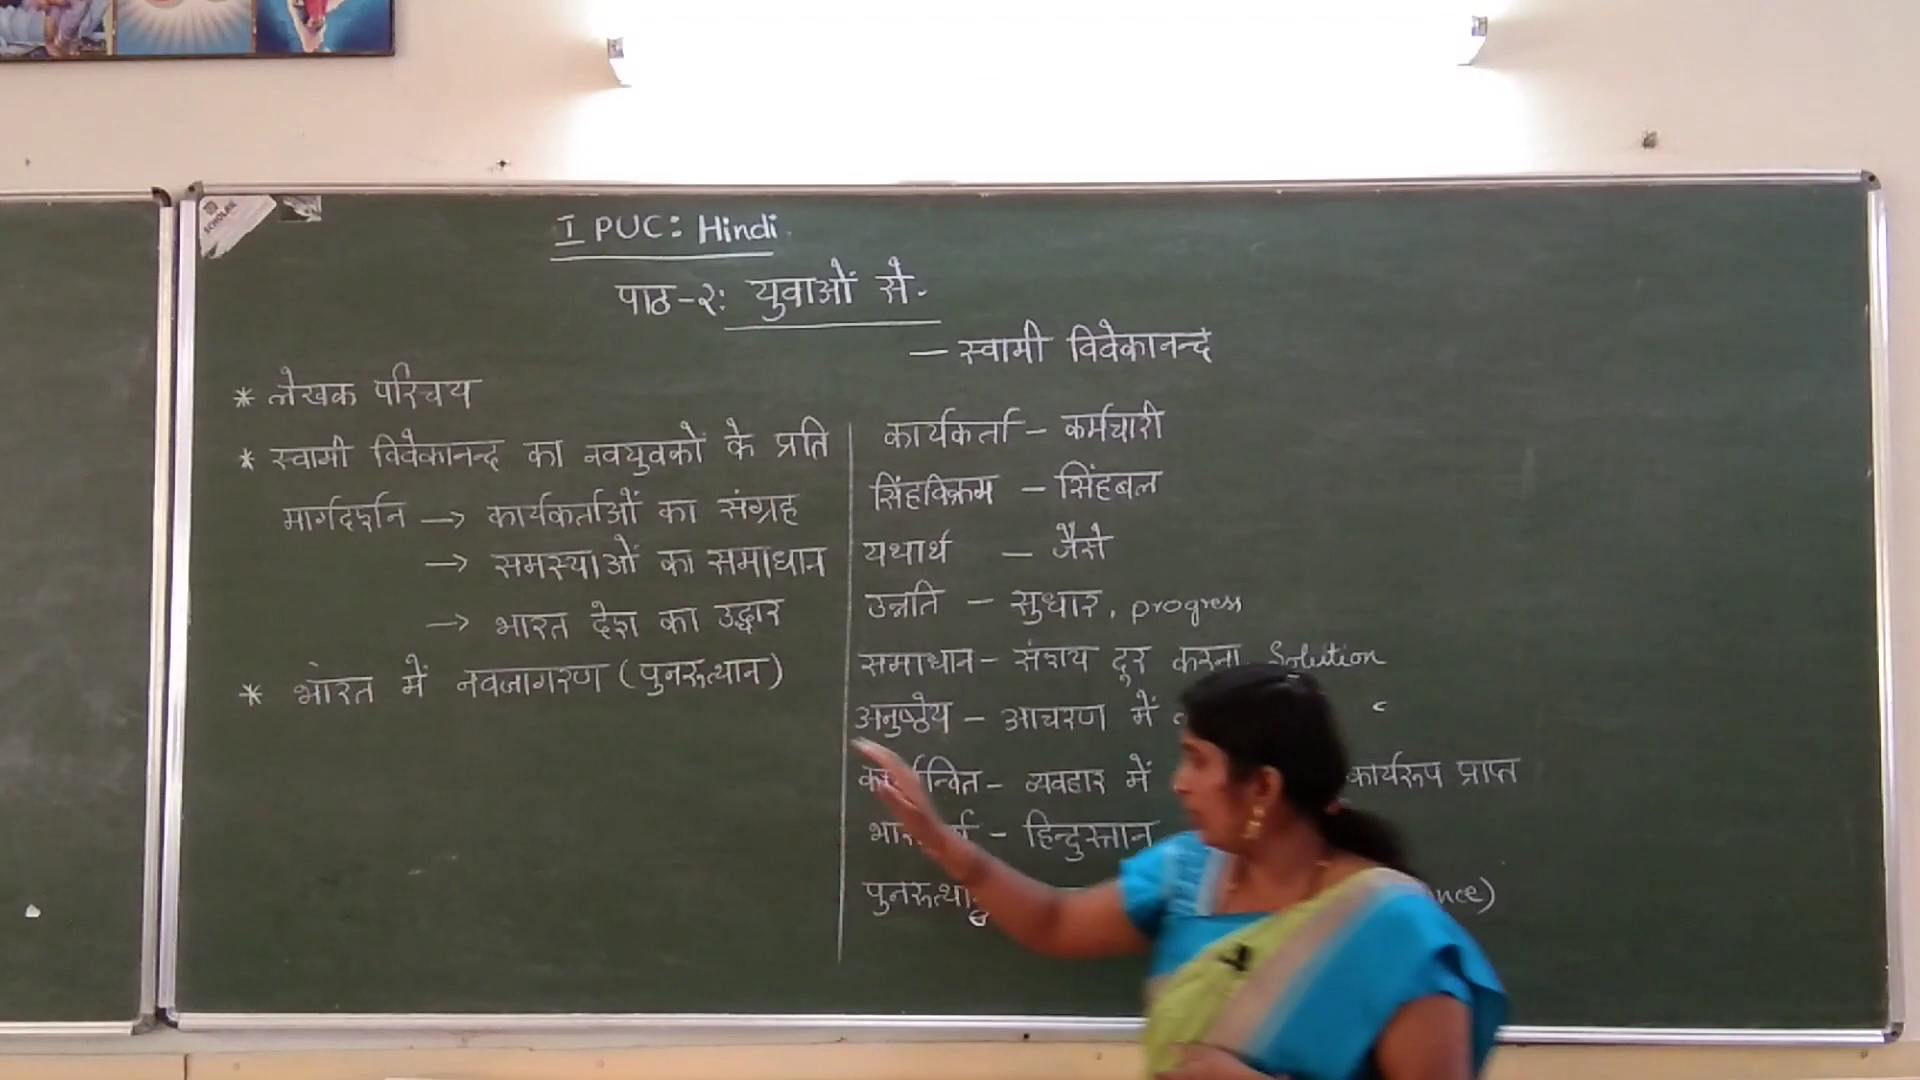 SCHOLAR
I PUC: Hindi
पाठ-२: युवाओं से-
— स्वामी विवेकानन्द
* लेखक परिचय
* स्वामी विवेकानन्द का नवयुवकों के प्रति
मार्गदर्शन → कार्यकर्ताओं का संग्रह
→ समस्याओं का समाधान
→ भारत देश का उद्धार
* भारत में नवजागरण (पुनरुत्थान)
कार्यकर्ता - कर्मचारी
सिंहविक्रम - सिंहबल
यथार्थ - जैसे
उन्नति - सुधार, progress
समाधान - संशय दूर करना Solution
अनुष्ठेय - आचरण में
व्यवहार में कार्यरूप प्राप्त
- हिन्दुस्तान